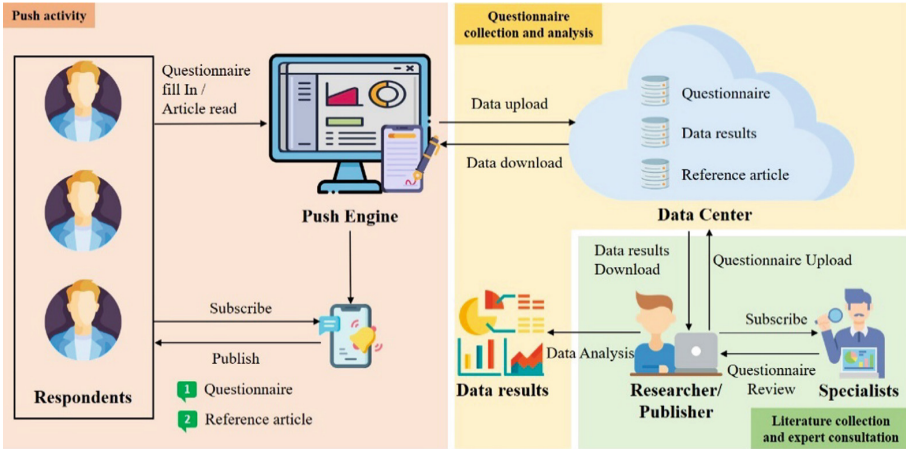 Push activity
Questionnaire
fill In /
Article read
Push Engine
Subscribe
Publish
Respondents
1 Questionnaire
2 Reference article
Questionnaire
collection and analysis
Data upload
Data download
Questionnaire
Data results
Reference article
Data Center
Data results
Download
Questionnaire Upload
Data Analysis
Data results
Subscribe
Questionnaire
Review
Researcher/
Publisher
Specialists
Literature collection
and expert consultation